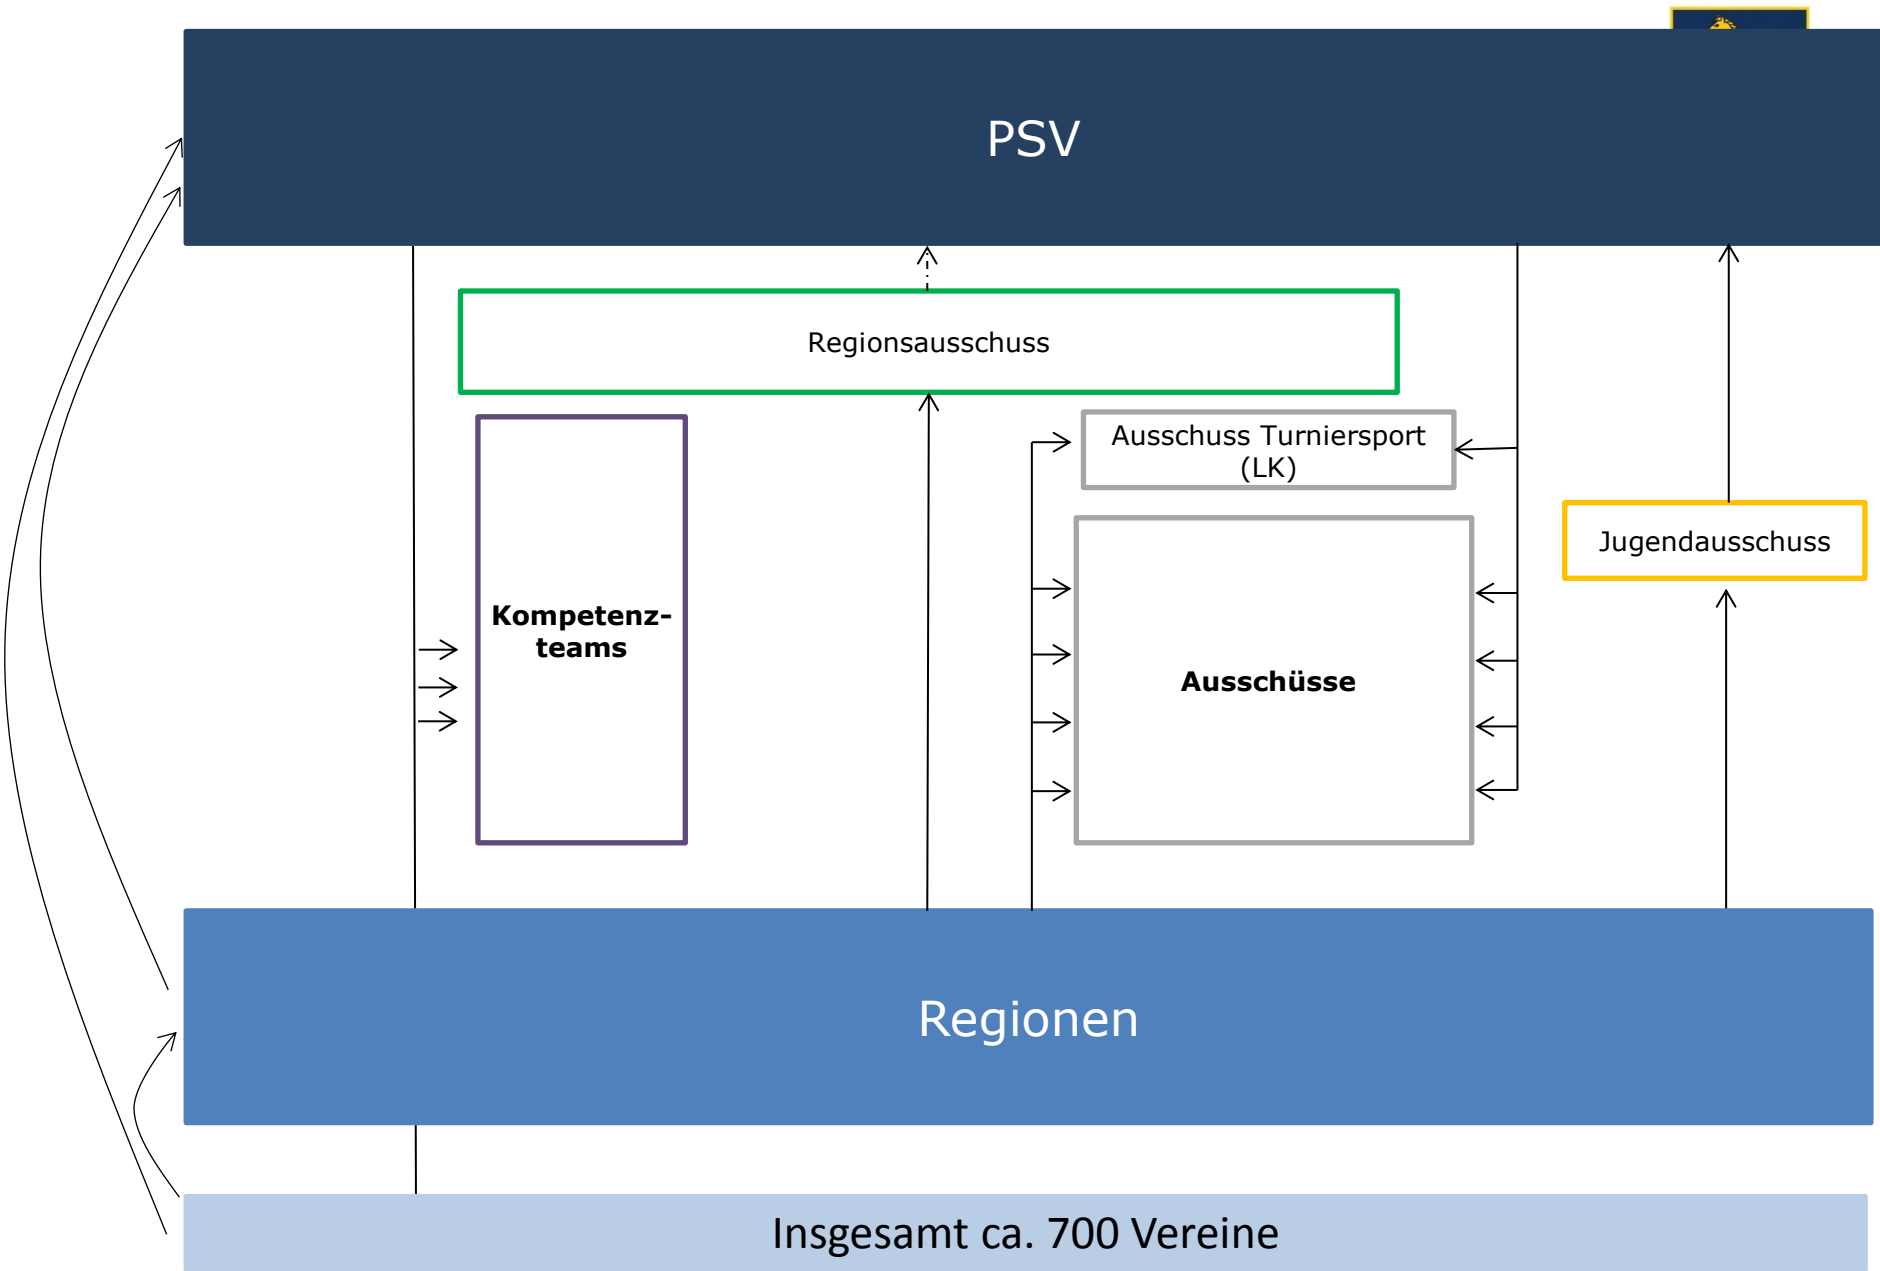 PSV
Regionsausschuss
Ausschuss Turniersport
(LK)
Jugendausschuss
Kompetenz-
teams
Ausschüsse
Regionen
Insgesamt ca. 700 Vereine